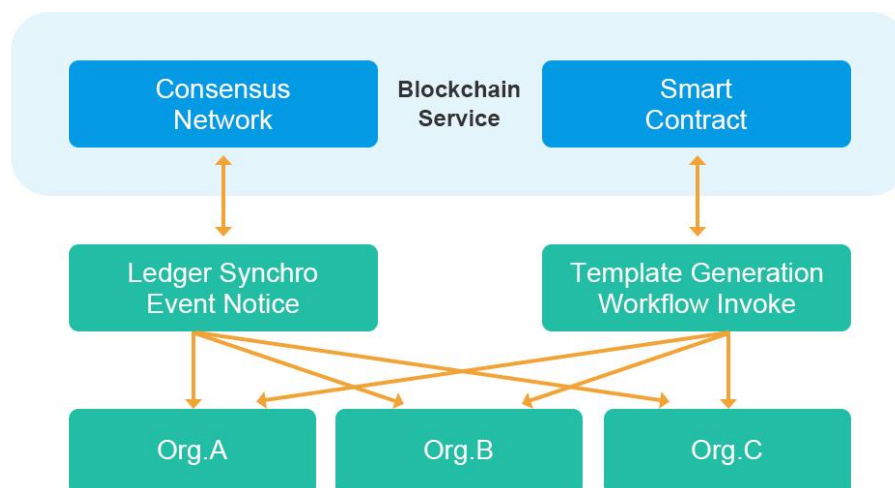 Consensus
Network
Blockchain
Service
Smart
Contract
Ledger Synchro
Event Notice
Template Generation
Workflow Invoke
Org.A
Org.B
Org.C